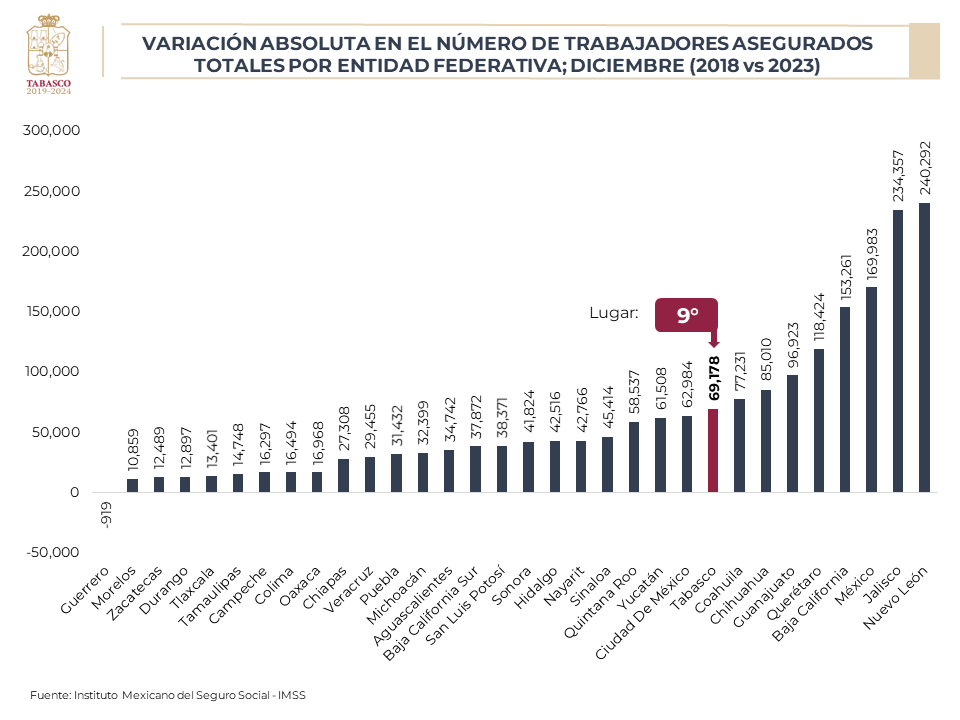 TABASCO
2019-2024
VARIACIÓN ABSOLUTA EN EL NÚMERO DE TRABAJADORES ASEGURADOS
TOTALES POR ENTIDAD FEDERATIVA; DICIEMBRE (2018 vs 2023)
300,000
250,000
200,000
150,000
100,000
50,000
0
-50,000
Lugar:
9°
-919
10,859
12,489
12,897
13,401
14,748
16,297
16,494
16,968
27,308
29,455
31,432
32,399
34,742
37,872
38,371
41,824
42,516
42,766
45,414
58,537
61,508
62,984
69,178
77,231
85,010
96,923
118,424
153,261
169,983
234,357
240,292
Guerrero
Morelos
Zacatecas
Durango
Tlaxcala
Tamaulipas
Campeche
Colima
Oaxaca
Chiapas
Veracruz
Puebla
Michoacán
Aguascalientes
Baja California Sur
San Luis Potosí
Sonora
Hidalgo
Nayarit
Sinaloa
Quintana Roo
Yucatán
Ciudad De México
Tabasco
Coahuila
Chihuahua
Guanajuato
Querétaro
Baja California
México
Jalisco
Nuevo León
Fuente: Instituto Mexicano del Seguro Social - IMSS